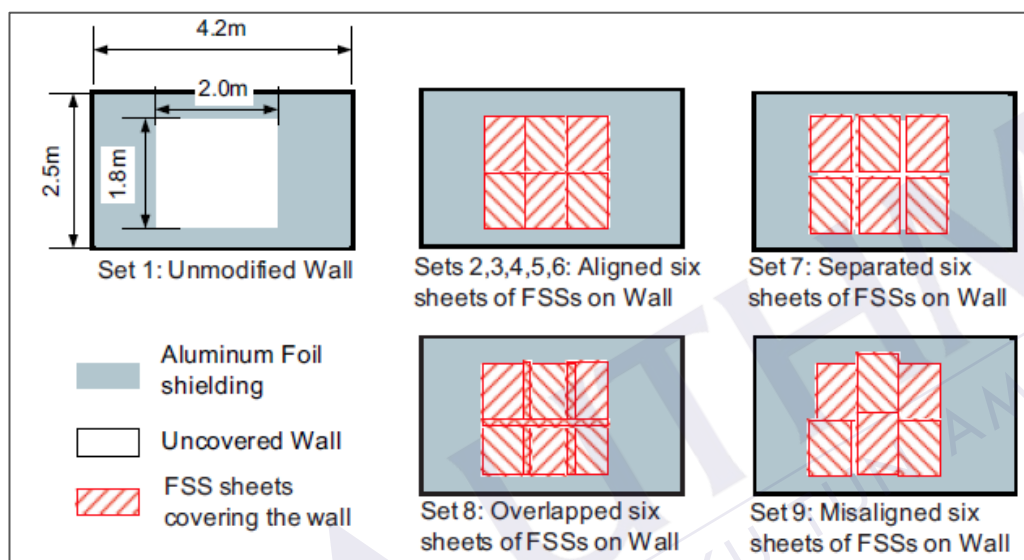 4.2m
2.0m
2.5m
1.8m
Set 1: Unmodified Wall
Sets 2,3,4,5,6: Aligned six
sheets of FSSs on Wall
Set 7: Separated six
sheets of FSSs on Wall
Aluminum Foil
shielding
Uncovered Wall
FSS sheets
covering the wall
Set 8: Overlapped six
sheets of FSSs on Wall
Set 9: Misaligned six
sheets of FSSs on Wall